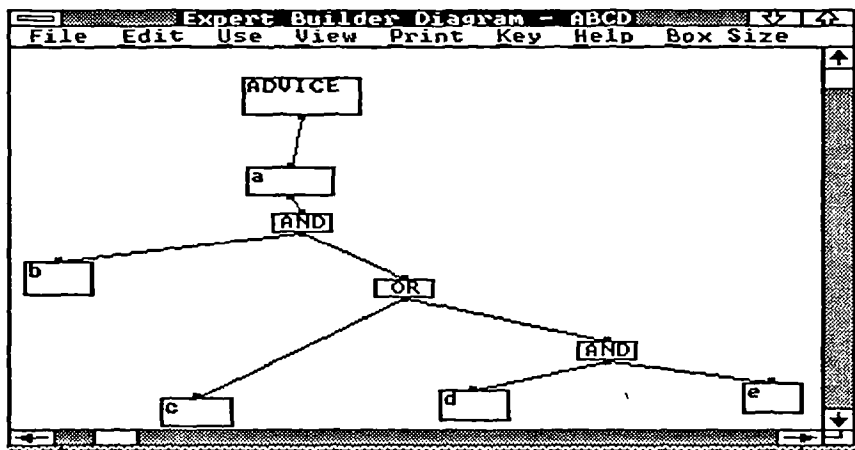 Expert Builder Diagram - ABCD
File Edit Use View Print Key Help Box Size
ADVICE
a
AND
b
OR
AND
c
d
e